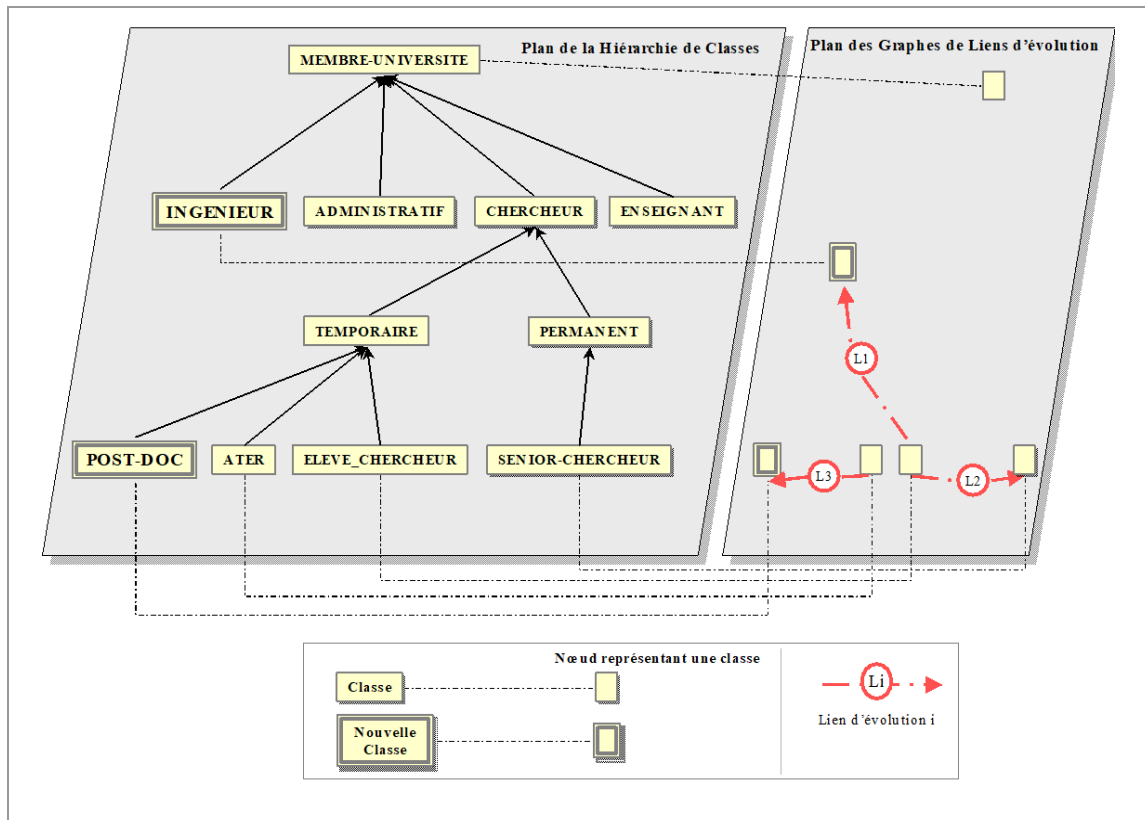 Plan de la Hiérarchie de Classes
Plan des Graphes de Liens d'évolution
MEMBRE-UNIVERSITE
INGENIEUR
ADMINISTRATIF
CHERCHEUR
ENSEIGNANT
TEMPORAIRE
PERMANENT
L1
POST-DOC
ATER
ELEVE_CHERCHEUR
SENIOR-CHERCHEUR
L3
L2
Nœud représentant une classe
Classe
Li
Lien d'évolution i
Nouvelle
Classe